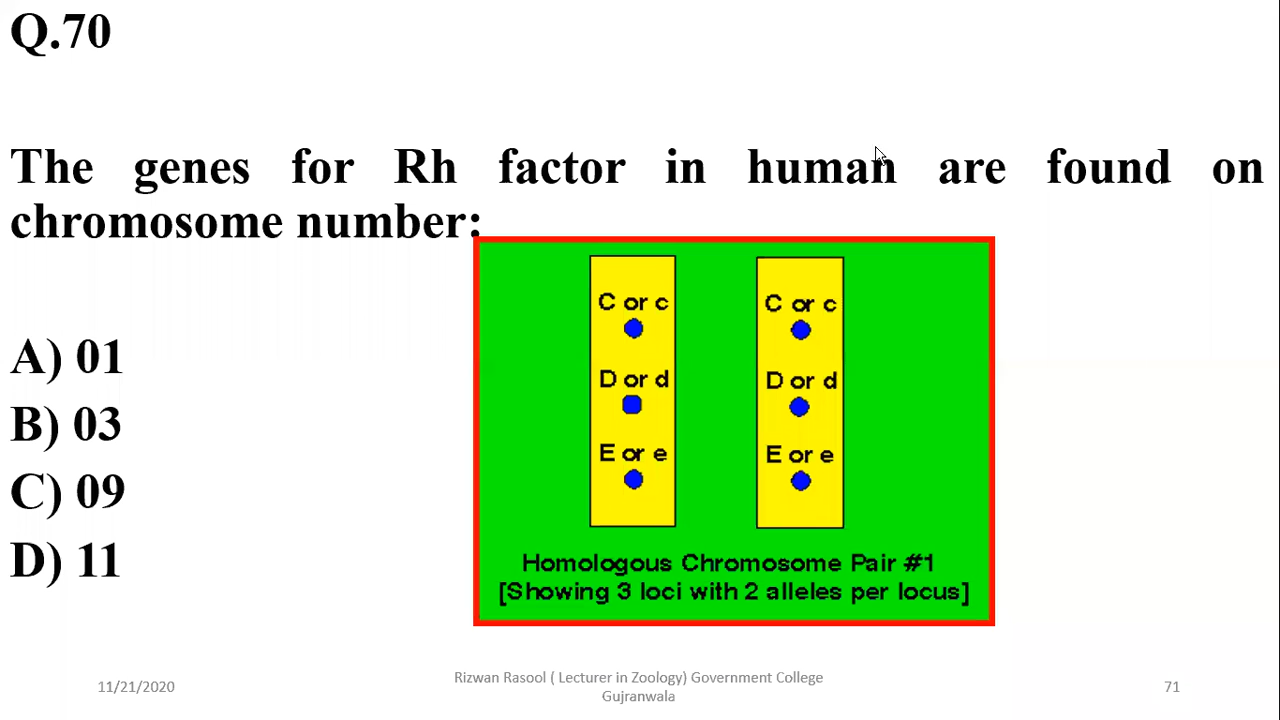 Q.70
The genes for Rh factor in human are found on
chromosome number:
A) 01
B) 03
C) 09
D) 11
C or c
C or c
D or d
D or d
E or e
E or e
Homologous Chromosome Pair #1
[Showing 3 loci with 2 alleles per locus]
11/21/2020
Rizwan Rasool ( Lecturer in Zoology) Government College
Gujranwala
71